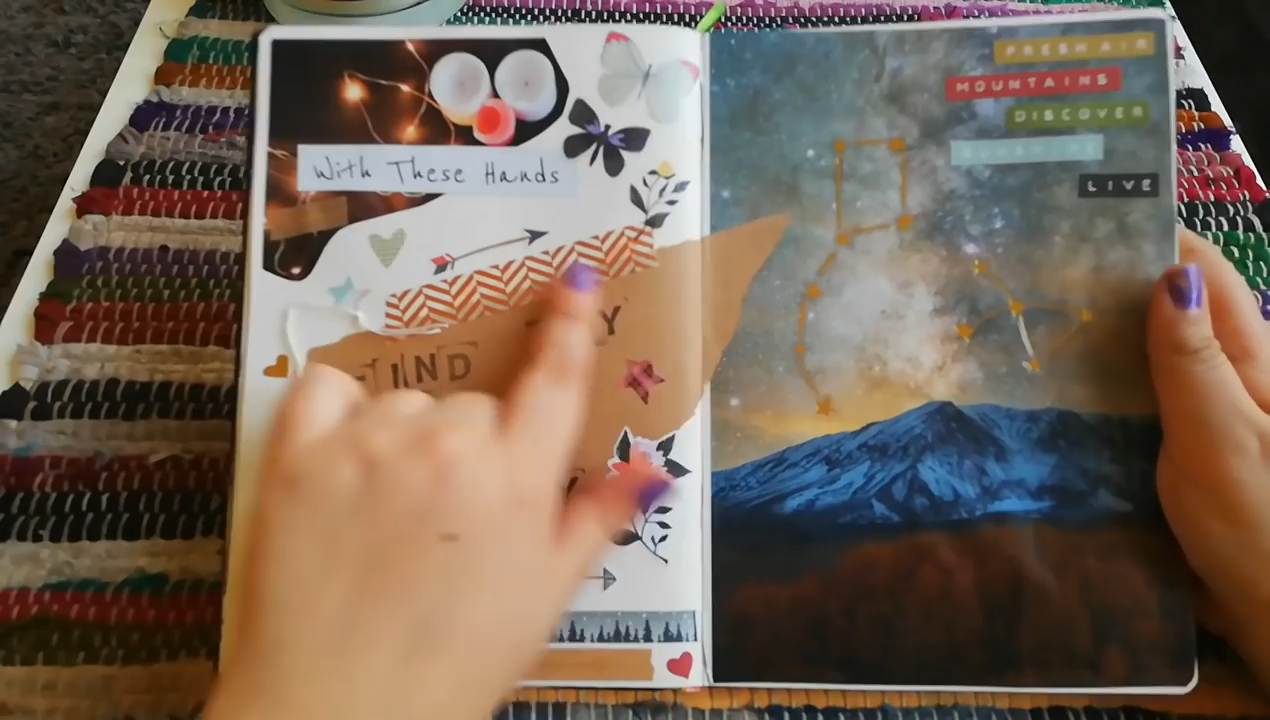 With These Hands
FIND
FRESH AIR
MOUNTAINS
DISCOVER
LIVE